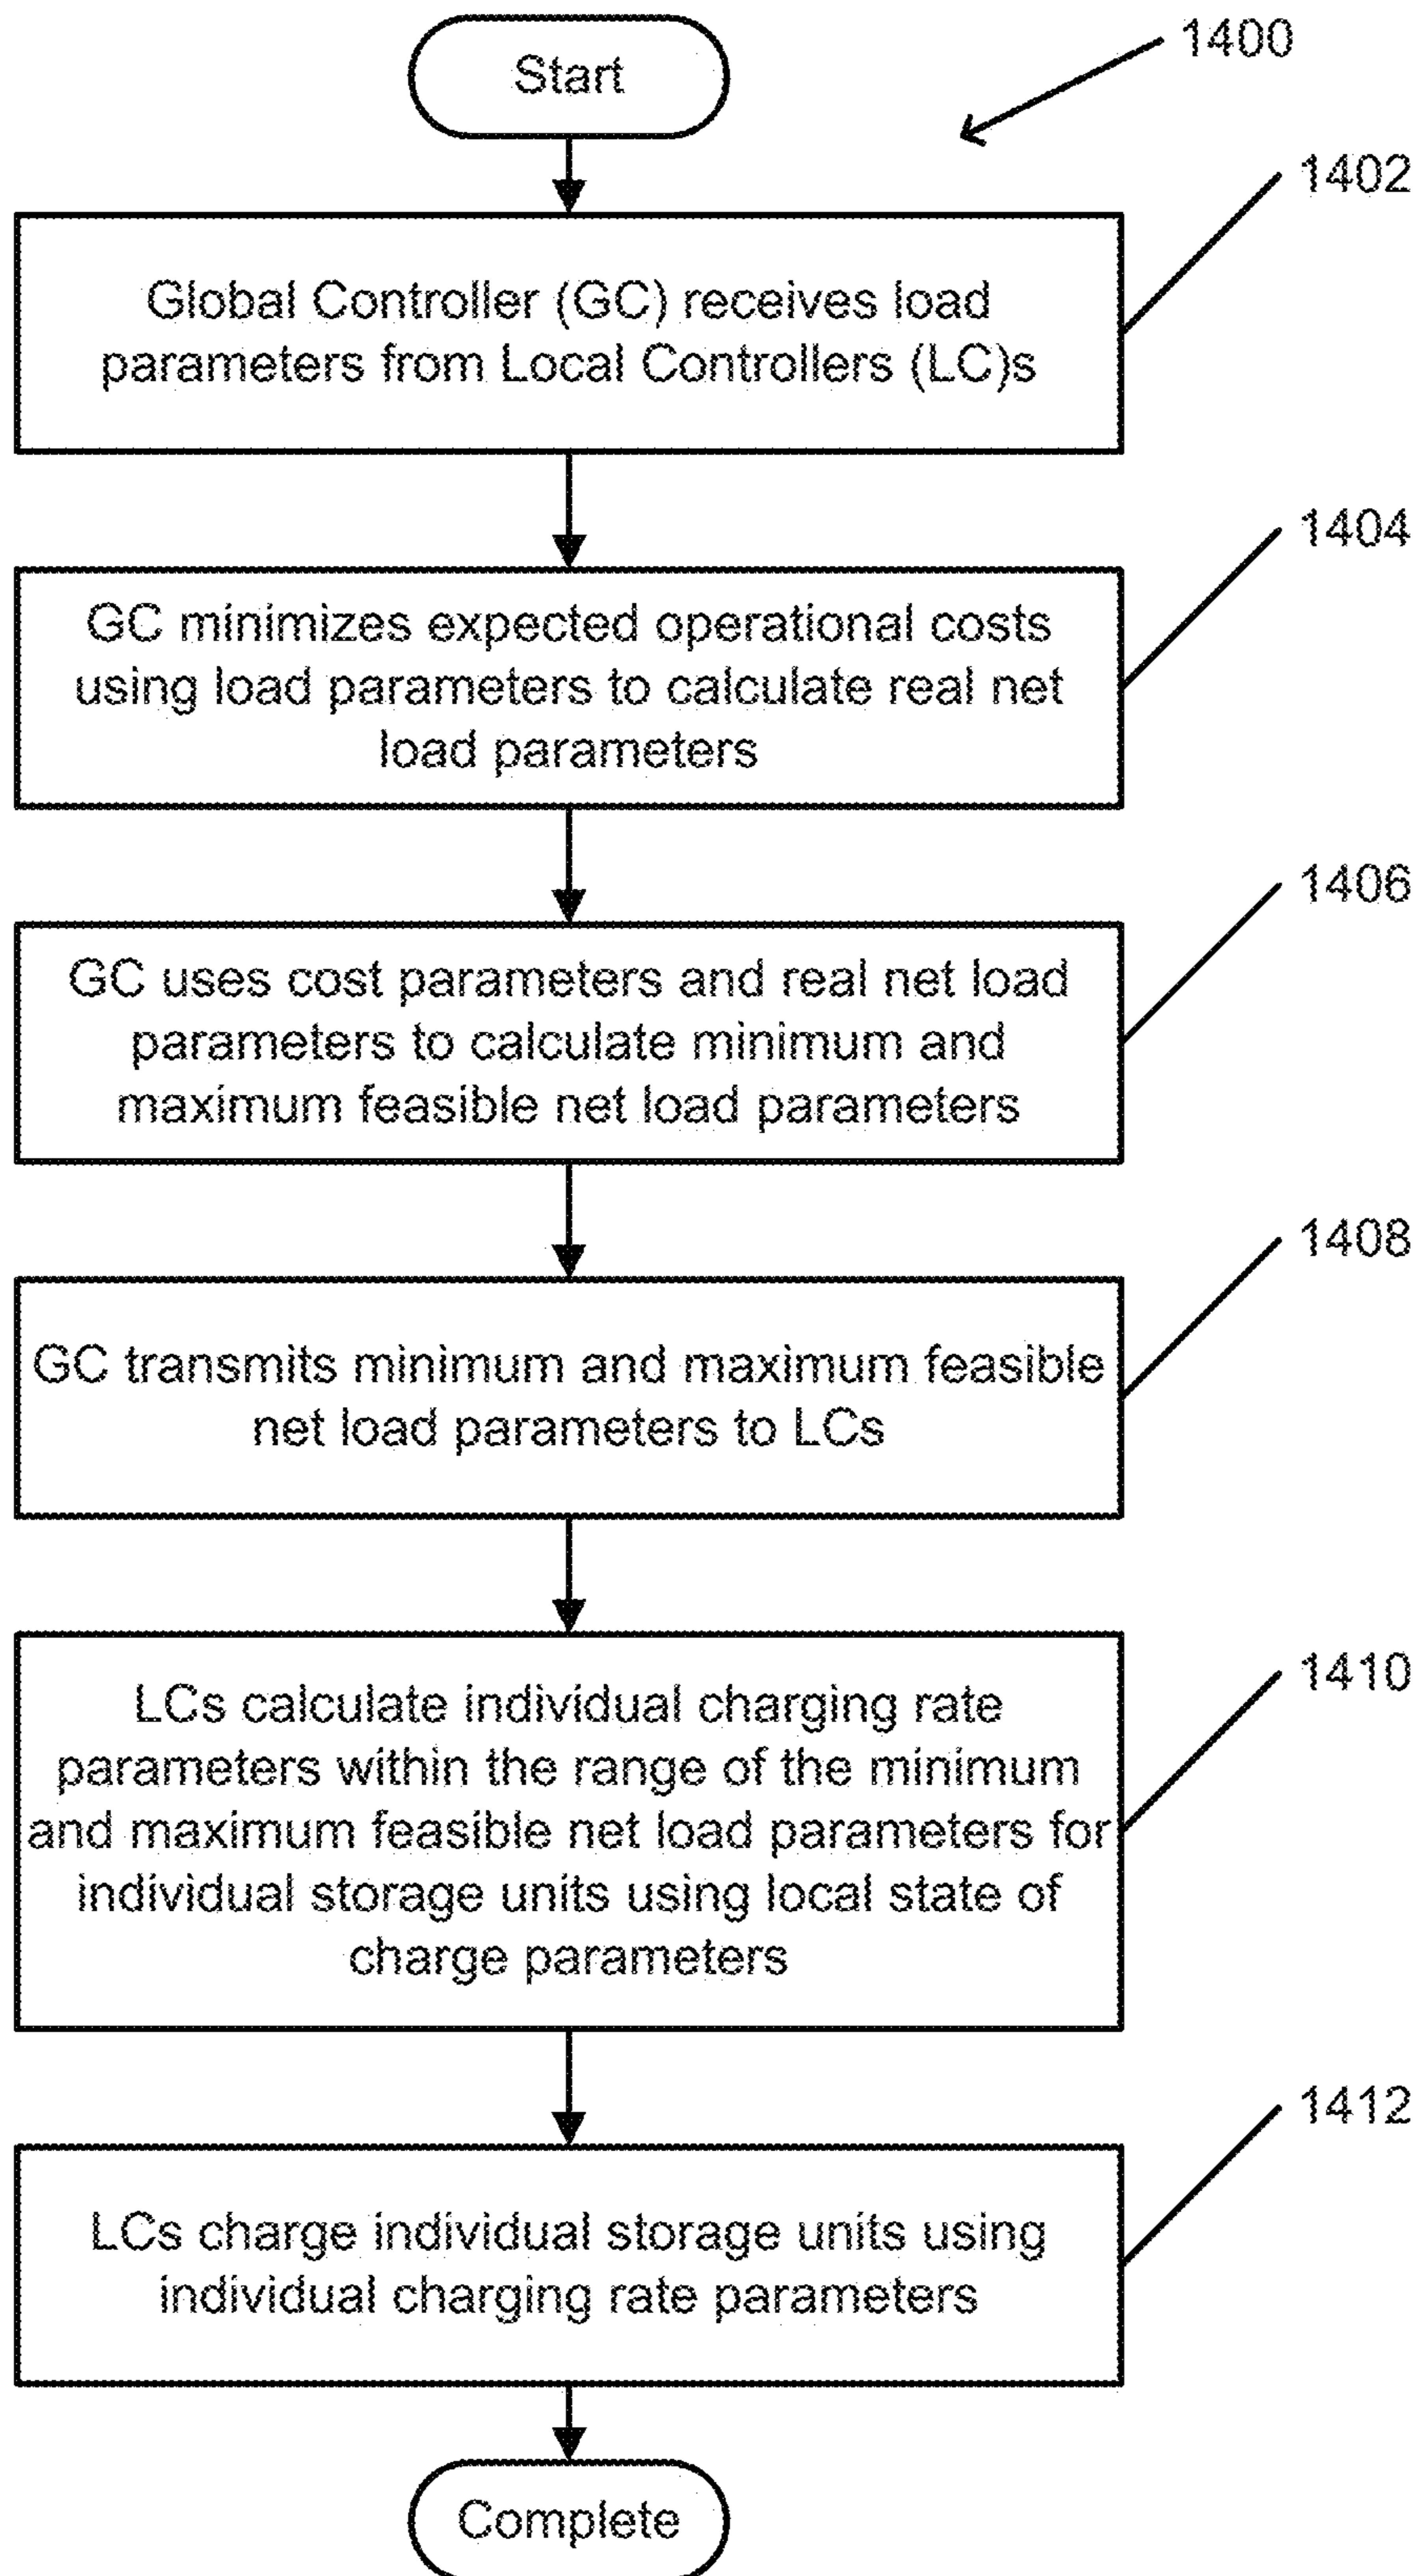 Start
1400
1402
Global Controller (GC) receives load
parameters from Local Controllers (LC)s
1404
GC minimizes expected operational costs
using load parameters to calculate real net
load parameters
1406
GC uses cost parameters and real net load
parameters to calculate minimum and
maximum feasible net load parameters
1408
GC transmits minimum and maximum feasible
net load parameters to LCs
1410
LCs calculate individual charging rate
parameters within the range of the minimum
and maximum feasible net load parameters for
individual storage units using local state of
charge parameters
1412
LCs charge individual storage units using
individual charging rate parameters
Complete